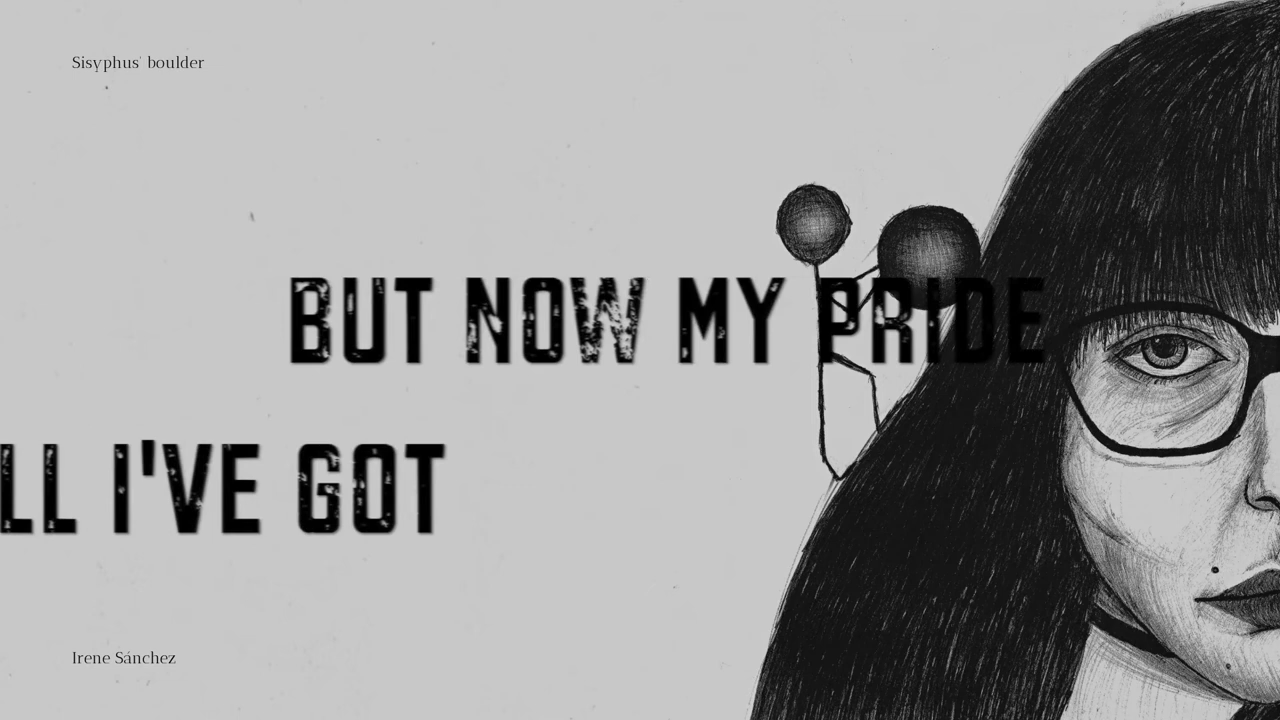 Sisyphus' boulder
BUT NOW MY PRIDE
LL I'VE GOT
Irene Sánchez